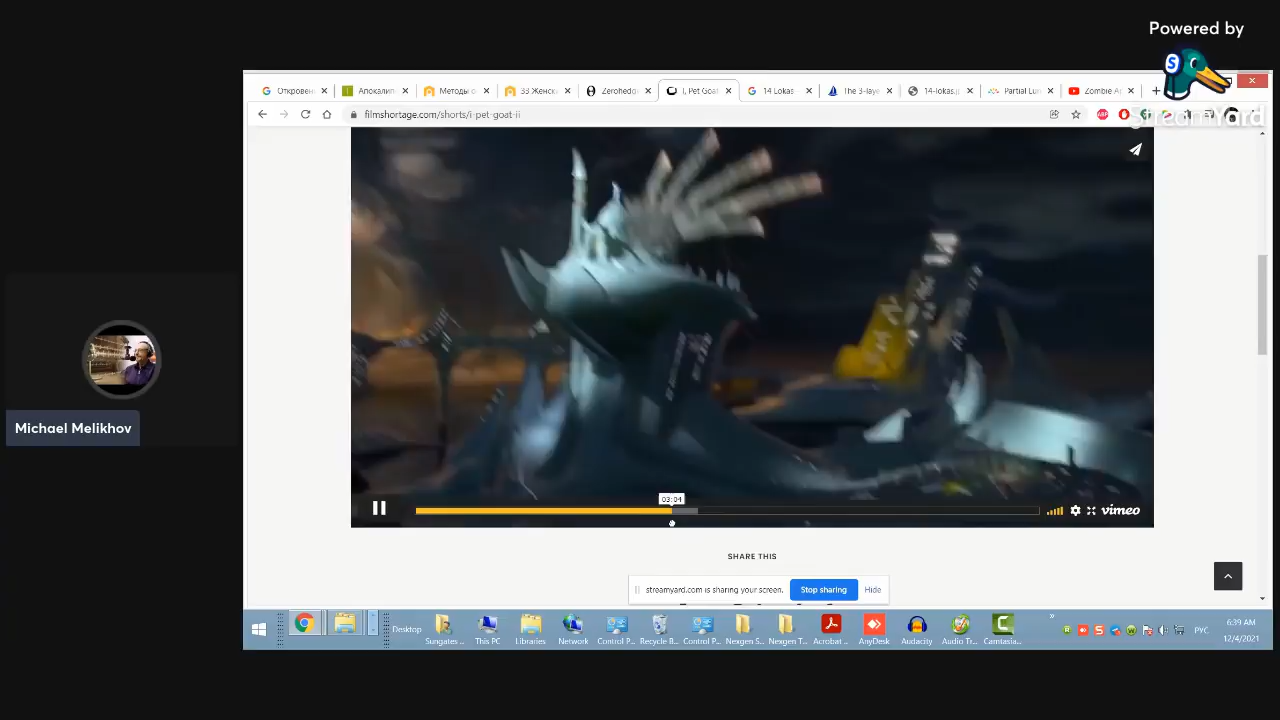 Powered by
StreamYard
Откровен
Апокалип
Методы о
33 Женск
Zerohedo
I, Pet Goat
14 Lokas
The 3-laye
14-lokas.jp
Partial Lun
Zombie Ap
filmshortage.com/shorts/i-pet-goat-ii
03:04
vimeo
SHARE THIS
streamyard.com is sharing your screen.
Stop sharing
Hide
Michael Melikhov
Desktop
Sungates ...
This PC
Libraries
Network
Control P...
Recycle B...
Control P...
Nexgen S...
Nexgen T...
Acrobat ...
AnyDesk
Audacity
Audio Tr...
Camtasia...
РУС
6:39 AM
12/4/2021